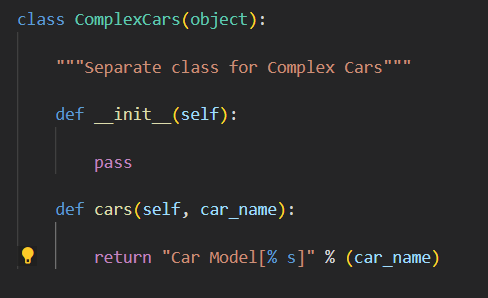 class ComplexCars(object):
"""Separate class for Complex Cars"""
def __init__(self):
pass
def cars(self, car_name):
return "Car Model[% s]" % (car_name)